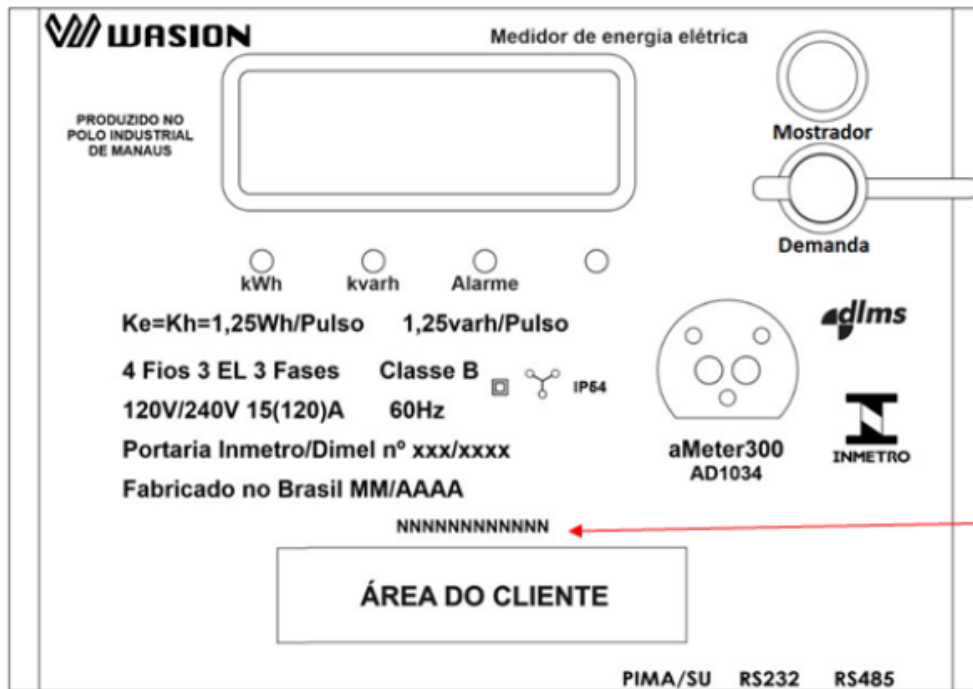 WASION
Medidor de energia elétrica
PRODUZIDO NO
POLO INDUSTRIAL
DE MANAUS
Mostrador
Demanda
kWh kvarh Alarme
Ke=Kh=1,25Wh/Pulso 1,25varh/Pulso
dlms
4 Fios 3 EL 3 Fases Classe B IP54
120V/240V 15(120)A 60Hz
Portaria Inmetro/Dimel nº xxx/xxxx
aMeter300
AD1034
INMETRO
Fabricado no Brasil MM/AAAA
NNNNNNNNNNNN
ÁREA DO CLIENTE
PIMA/SU RS232 RS485